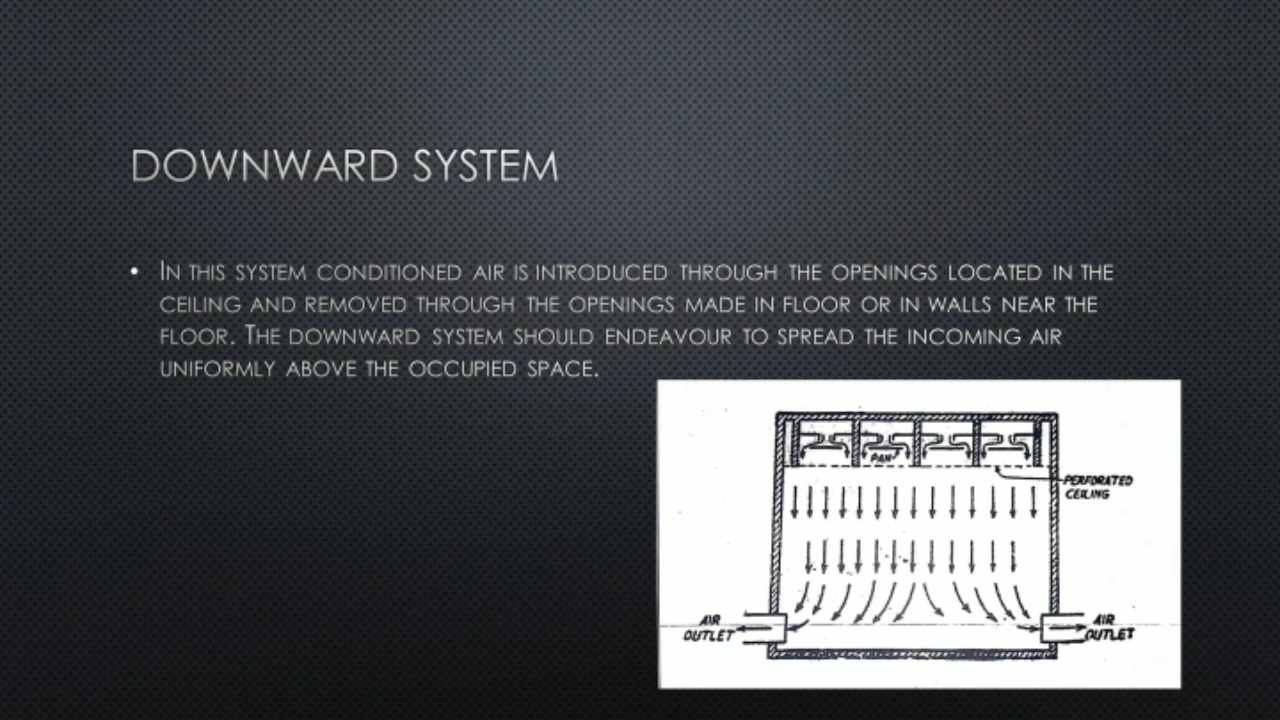 DOWNWARD SYSTEM
• IN THIS SYSTEM CONDITIONED AIR IS INTRODUCED THROUGH THE OPENINGS LOCATED IN THE
CEILING AND REMOVED THROUGH THE OPENINGS MADE IN FLOOR OR IN WALLS NEAR THE
FLOOR. THE DOWNWARD SYSTEM SHOULD ENDEAVOUR TO SPREAD THE INCOMING AIR
UNIFORMLY ABOVE THE OCCUPIED SPACE.
PAN
PERFORATED
CEILING
AIR
OUTLET
AIR
OUTLET